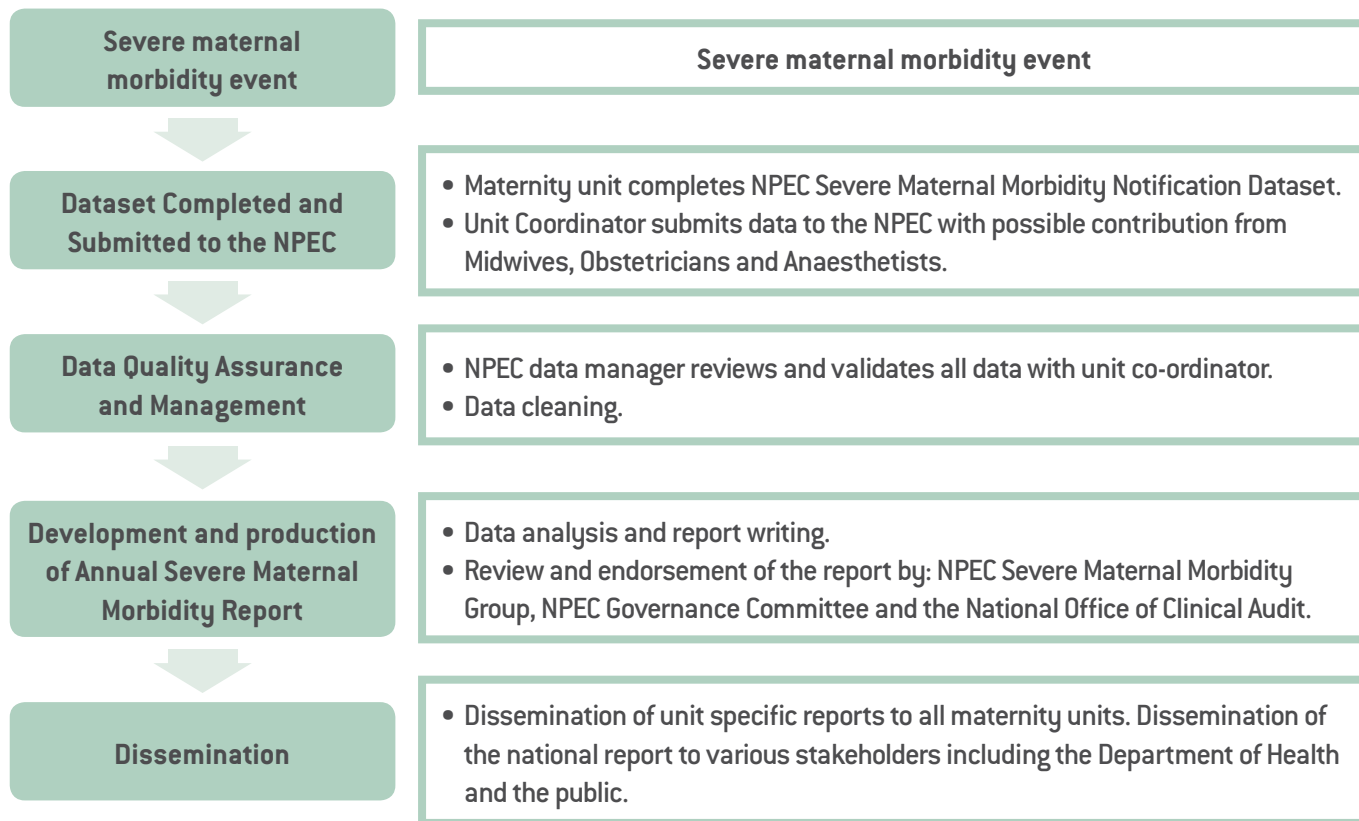 Severe maternal
morbidity event
Severe maternal morbidity event
Dataset Completed and
Submitted to the NPEC
• Maternity unit completes NPEC Severe Maternal Morbidity Notification Dataset.
• Unit Coordinator submits data to the NPEC with possible contribution from
Midwives, Obstetricians and Anaesthetists.
Data Quality Assurance
and Management
• NPEC data manager reviews and validates all data with unit co-ordinator.
• Data cleaning.
Development and production
of Annual Severe Maternal
Morbidity Report
• Data analysis and report writing.
• Review and endorsement of the report by: NPEC Severe Maternal Morbidity
Group, NPEC Governance Committee and the National Office of Clinical Audit.
Dissemination
• Dissemination of unit specific reports to all maternity units. Dissemination of
the national report to various stakeholders including the Department of Health
and the public.